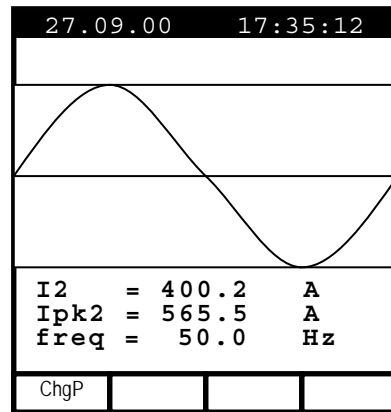 27.09.00 17:35:12
I2 = 400.2 A
Ipk2 = 565.5 A
freq = 50.0 Hz
ChgP